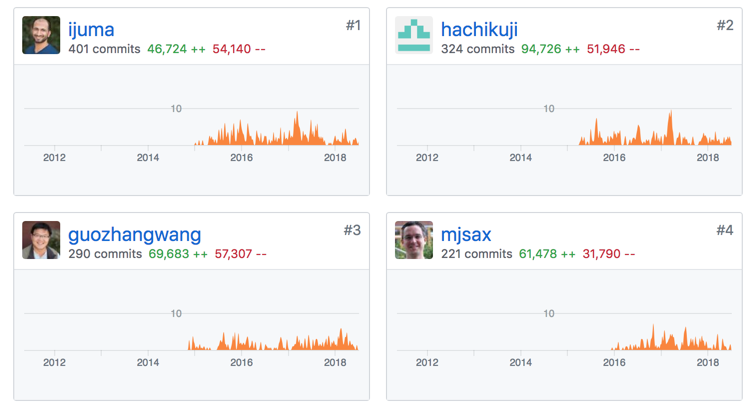 ijuma #1
401 commits 46,724 ++ 54,140 --
10
2012 2014 2016 2018
hachikuji #2
324 commits 94,726 ++ 51,946 --
10
2012 2014 2016 2018
guozhangwang #3
290 commits 69,683 ++ 57,307 --
10
2012 2014 2016 2018
mjsax #4
221 commits 61,478 ++ 31,790 --
10
2012 2014 2016 2018